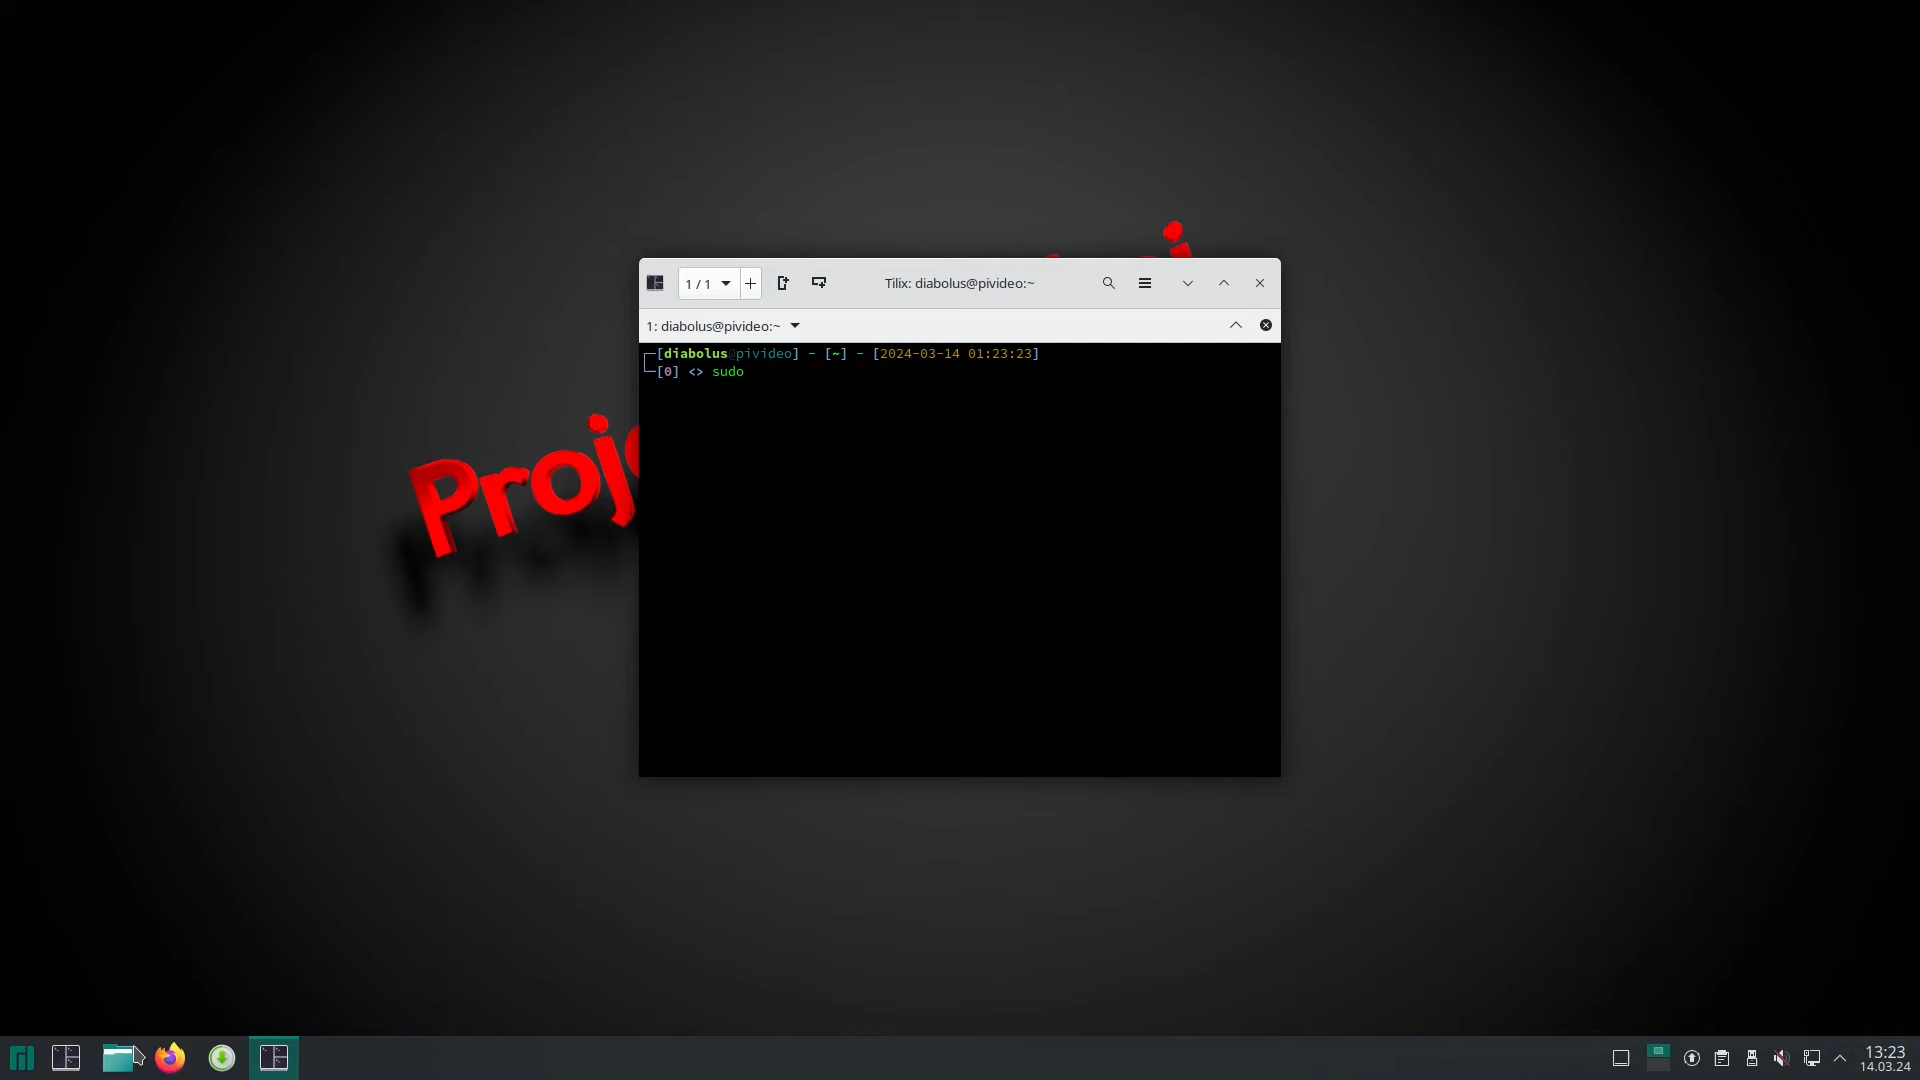 1 / 1
Tilix: diabolus@pivideo:~
1: diabolus@pivideo:~
[diabolus@pivideo] - [~] - [2024-03-14 01:23:23]
[0] <> sudo
Proj
13:23
14.03.24